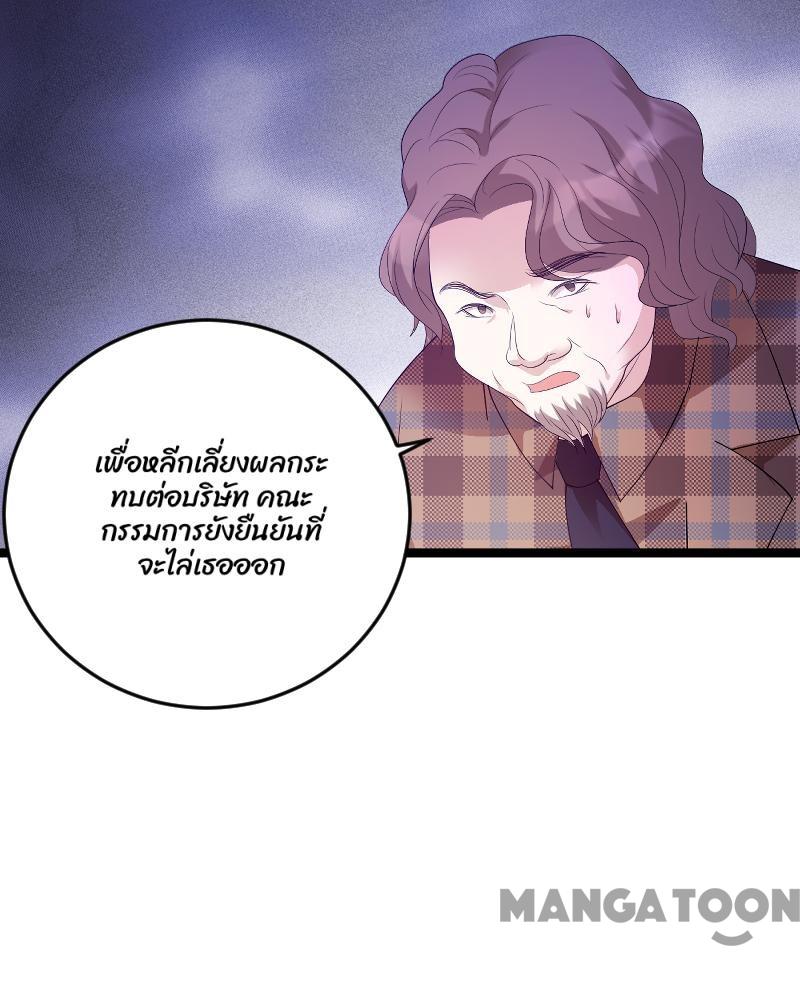 เพื่อหลีกเลี่ยงผลกระ
ทบต่อบริษัท คณะ
กรรมการยังยืนยันที่
จะไล่เธอออก
MANGATOON